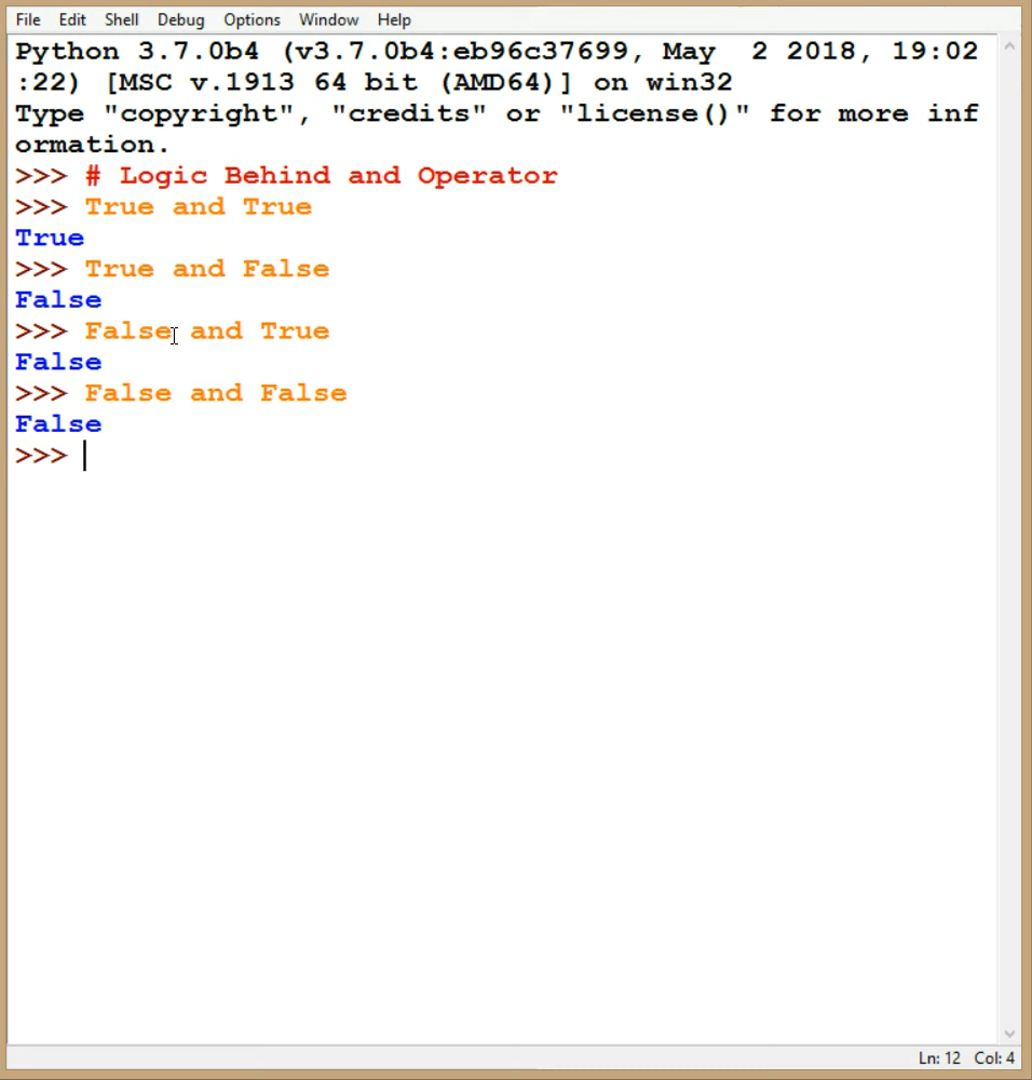 File Edit Shell Debug Options Window Help
Python 3.7.0b4 (v3.7.0b4:eb96c37699, May  2 2018, 19:02
:22) [MSC v.1913 64 bit (AMD64)] on win32
Type "copyright", "credits" or "license()" for more inf
ormation.
>>> # Logic Behind and Operator
>>> True and True
True
>>> True and False
False
>>> False and True
False
>>> False and False
False
>>>
Ln: 12 Col: 4